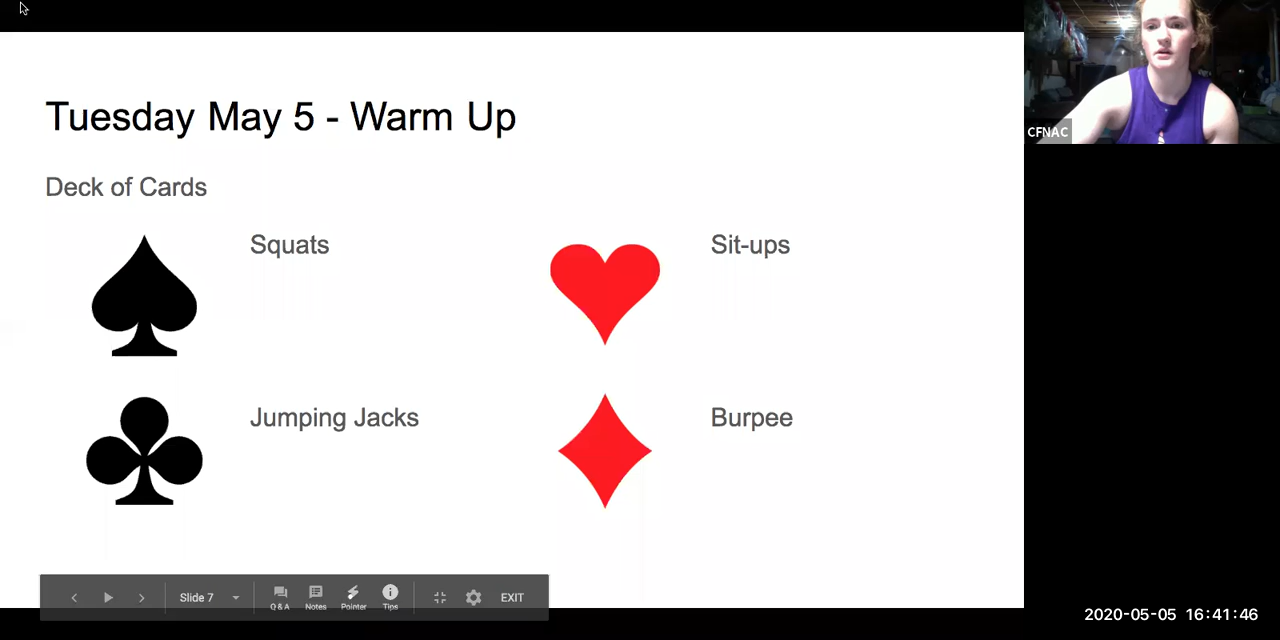 Tuesday May 5 - Warm Up
CFNAC
Deck of Cards
Squats
Sit-ups
Jumping Jacks
Burpee
Slide 7
Q & A
Notes
Pointer
Tips
EXIT
2020-05-05 16:41:46